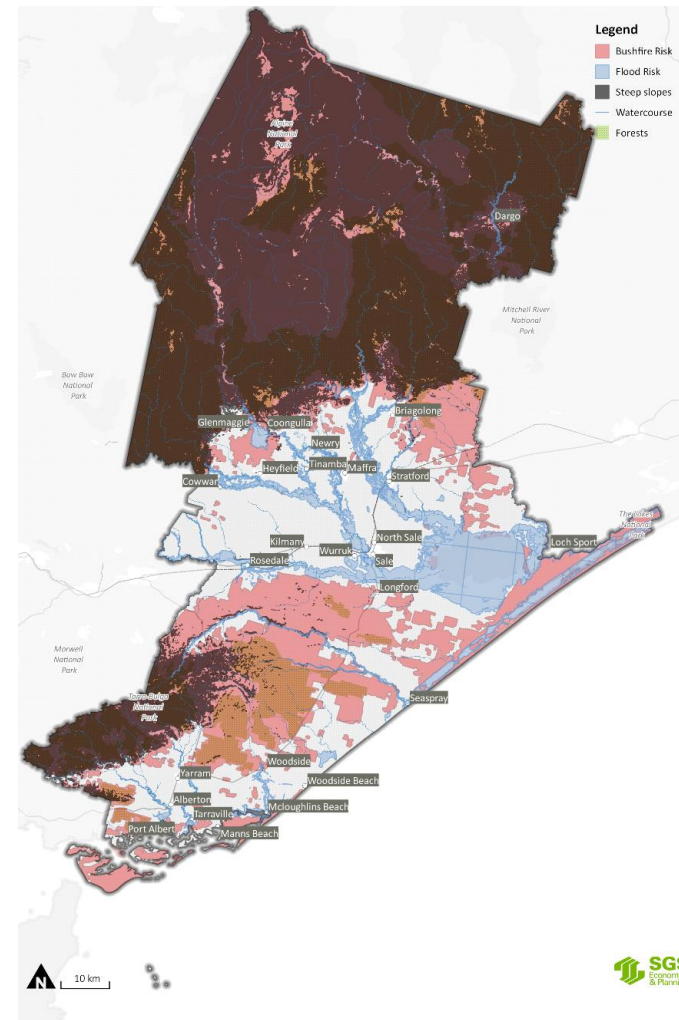 Legend
Bushfire Risk
Flood Risk
Steep slopes
Watercourse
Forests
Alpine
National
Park
Dargo
Mitchell River
National
Park
Baw Baw
National
Park
Briagolong
Glenmaggie
Coongulla
Newry
Heyfield
Tinamba
Maffra
Stratford
Cowwar
The Lakes
National
Park
Kilmany
North Sale
Loch Sport
Wurruk
Rosedale
Sale
Longford
Morwell
National
Park
Tarra-Bulga
National
Park
Seaspray
Woodside
Yarram
Woodside Beach
Alberton
Mcloughlins Beach
Tarraville
Port Albert
Manns Beach
N
10 km
SGS
Econom
& Plannin